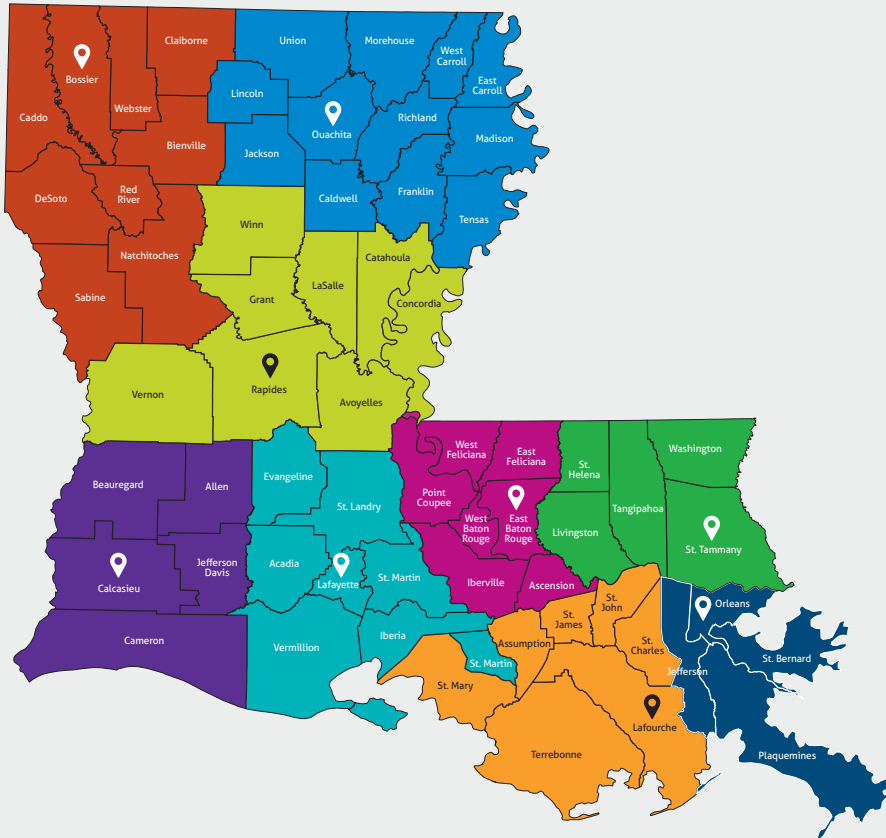 Claiborne
Union
Morehouse
West
Carroll
East
Carroll
Bossier
Webster
Caddo
Lincoln
Ouachita
Richland
Madison
Bienville
Jackson
DeSoto
Red
River
Caldwell
Franklin
Tensas
Winn
Natchitoches
Catahoula
Sabine
Grant
LaSalle
Concordia
Vernon
Rapides
Avoyelles
West
Feliciana
East
Feliciana
St.
Helena
Washington
Beauregard
Allen
Evangeline
St. Landry
Point
Coupee
West
Baton
Rouge
East
Baton
Rouge
Livingston
Tangipahoa
St. Tammany
Calcasieu
Jefferson
Davis
Acadia
Lafayette
St. Martin
Iberville
Ascension
Cameron
Vermillion
Iberia
St. Martin
Assumption
St.
James
St.
John
St.
Charles
Orleans
St. Bernard
Jefferson
St. Mary
Lafourche
Terrebonne
Plaquemines